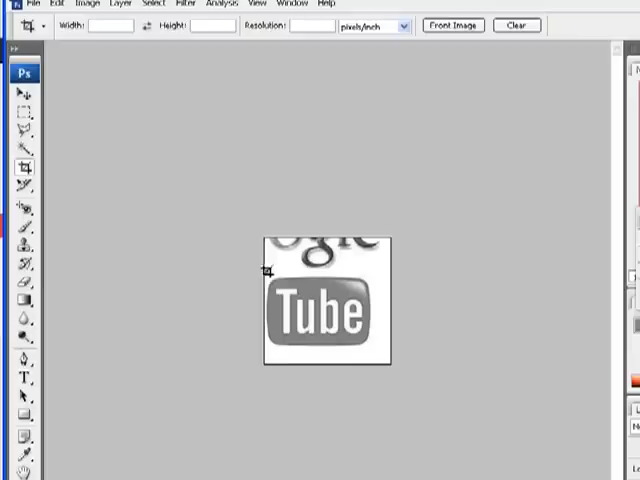 File Edit Image Layer Select Filter Analysis View Window Help
Width: Height: Resolution: pixels/inch Front Image Clear
Ps
ogle
Tube
T